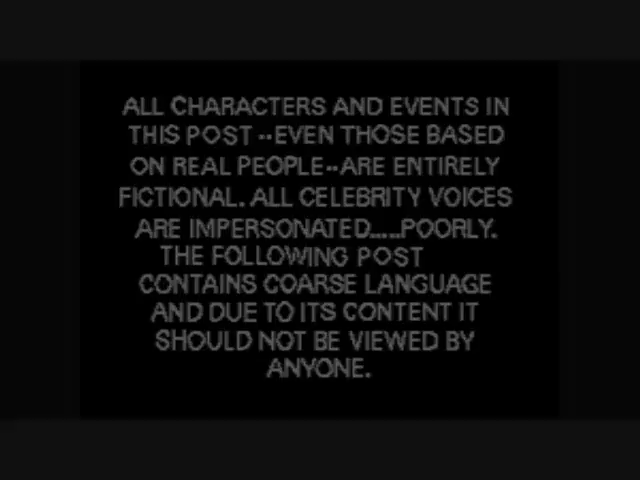 ALL CHARACTERS AND EVENTS IN
THIS POST--EVEN THOSE BASED
ON REAL PEOPLE--ARE ENTIRELY
FICTIONAL. ALL CELEBRITY VOICES
ARE IMPERSONATED.....POORLY.
THE FOLLOWING POST
CONTAINS COARSE LANGUAGE
AND DUE TO ITS CONTENT IT
SHOULD NOT BE VIEWED BY
ANYONE.